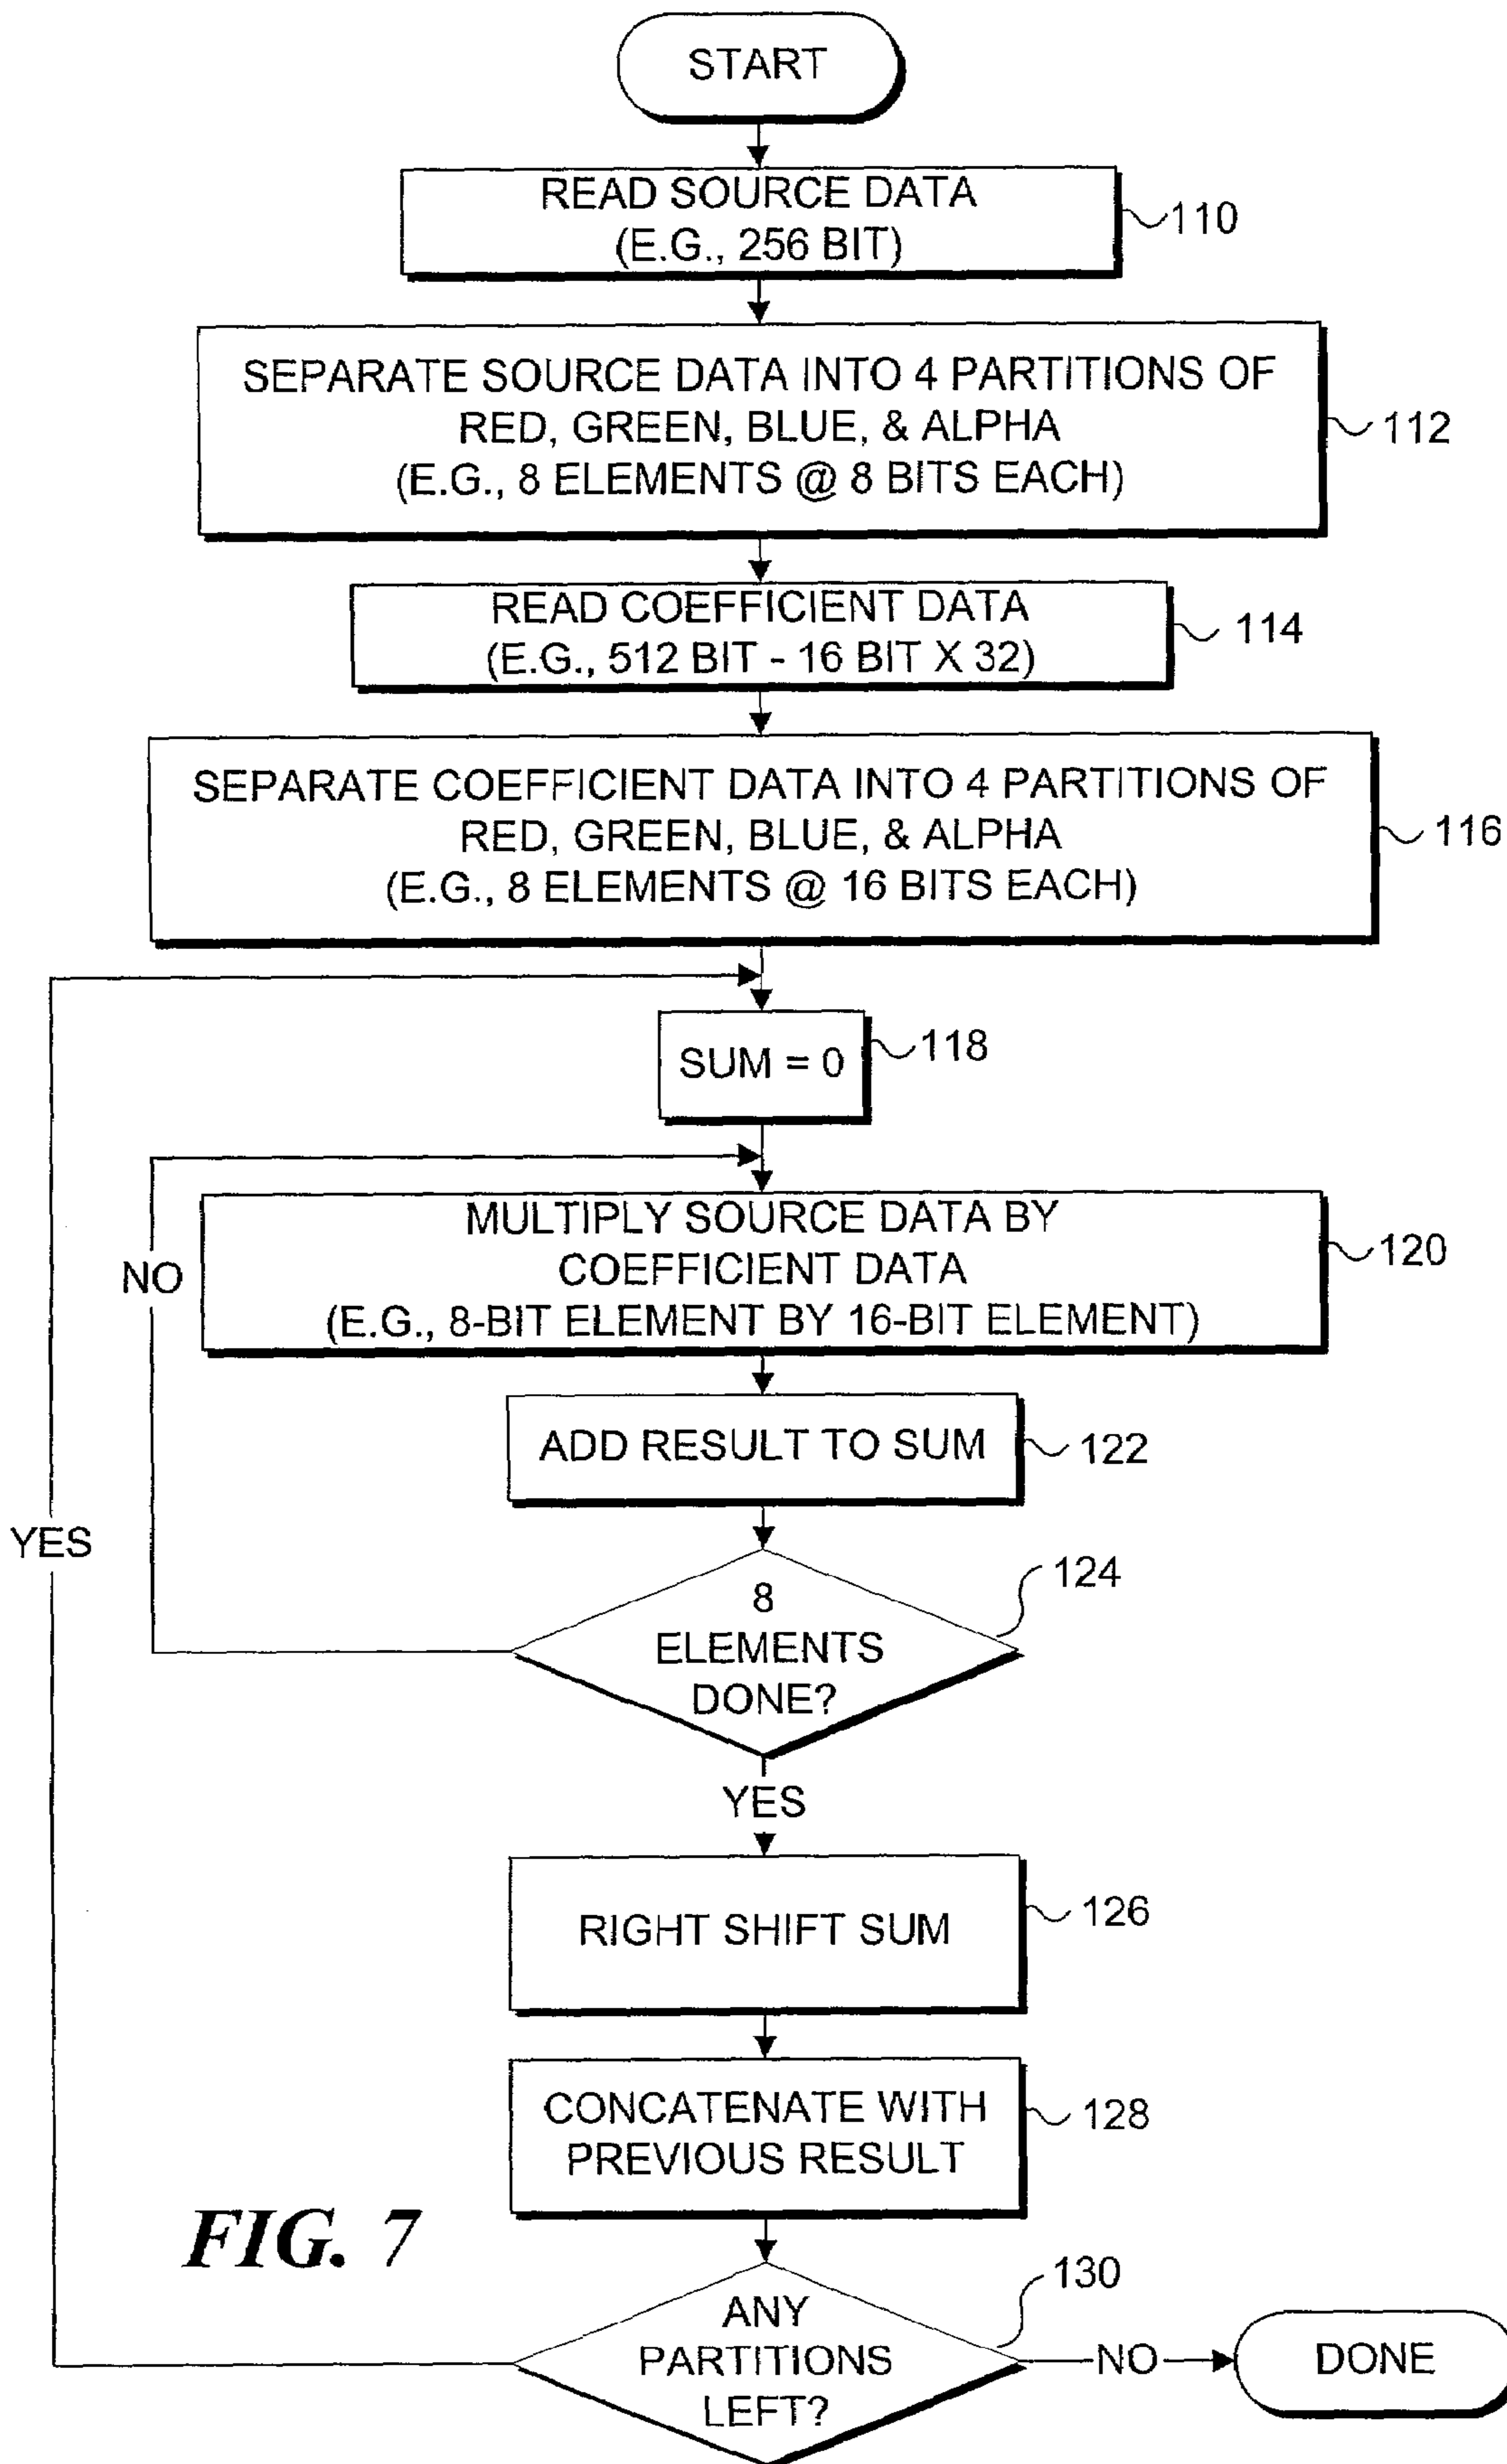 START
READ SOURCE DATA
(E.G., 256 BIT)
110
SEPARATE SOURCE DATA INTO 4 PARTITIONS OF
RED, GREEN, BLUE, & ALPHA
(E.G., 8 ELEMENTS @ 8 BITS EACH)
112
READ COEFFICIENT DATA
(E.G., 512 BIT - 16 BIT X 32)
114
SEPARATE COEFFICIENT DATA INTO 4 PARTITIONS OF
RED, GREEN, BLUE, & ALPHA
(E.G., 8 ELEMENTS @ 16 BITS EACH)
116
SUM = 0
118
MULTIPLY SOURCE DATA BY
COEFFICIENT DATA
(E.G., 8-BIT ELEMENT BY 16-BIT ELEMENT)
120
NO
ADD RESULT TO SUM
122
YES
8
ELEMENTS
DONE?
124
YES
RIGHT SHIFT SUM
126
CONCATENATE WITH
PREVIOUS RESULT
128
FIG. 7
ANY
PARTITIONS
LEFT?
130
NO
DONE